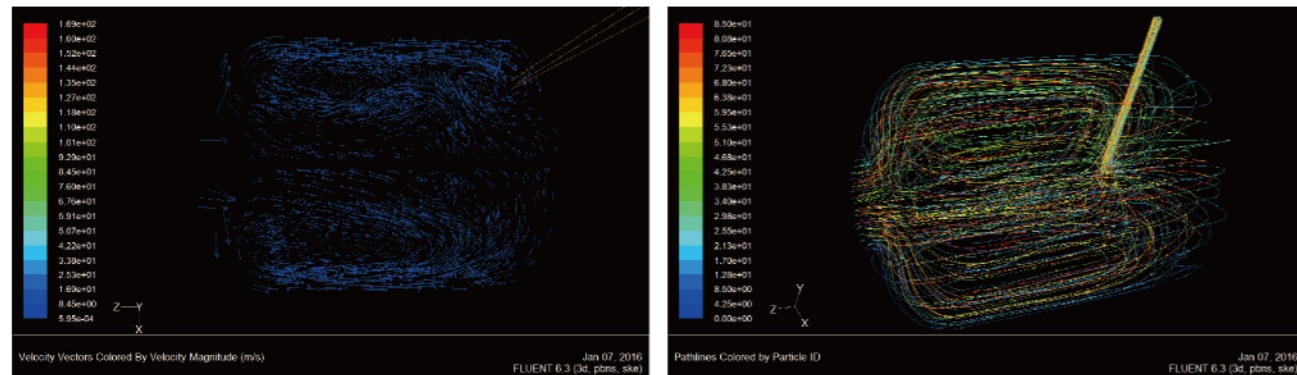 1.69e+02
1.60e+02
1.52e+02
1.44e+02
1.35e+02
1.27e+02
1.18e+02
1.10e+02
1.01e+02
9.29e+01
8.45e+01
7.60e+01
6.76e+01
5.91e+01
5.07e+01
4.22e+01
3.38e+01
2.53e+01
1.69e+01
8.45e+00
5.95e-04
Z Y
X
Velocity Vectors Colored By Velocity Magnitude (m/s)
Jan 07, 2016
FLUENT 6.3 (3d, pbns, ske)
8.50e+01
8.08e+01
7.65e+01
7.23e+01
6.80e+01
6.38e+01
5.95e+01
5.53e+01
5.10e+01
4.68e+01
4.25e+01
3.83e+01
3.40e+01
2.98e+01
2.55e+01
2.13e+01
1.70e+01
1.28e+01
8.50e+00
4.25e+00
0.00e+00
Y
Z
X
Pathlines Colored by Particle ID
Jan 07, 2016
FLUENT 6.3 (3d, pbns, ske)